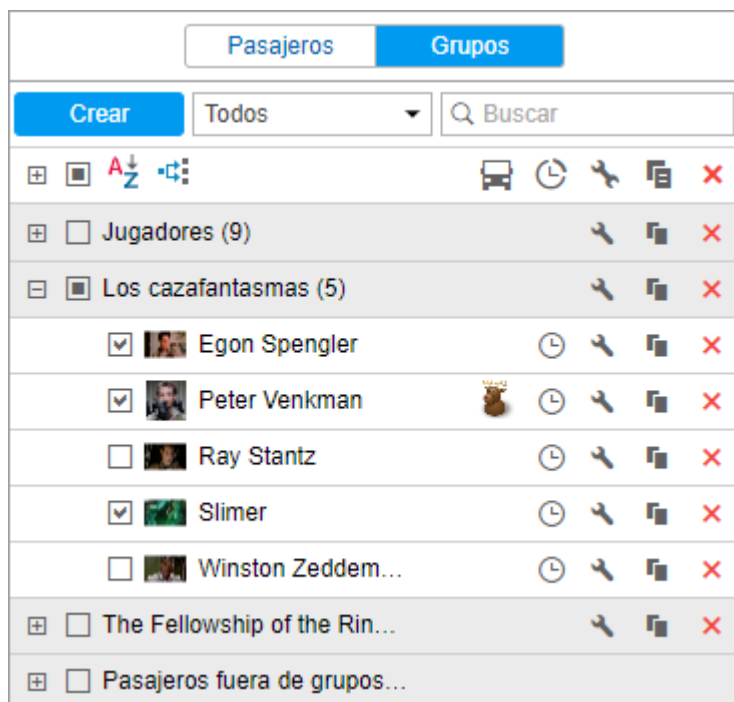 Pasajeros Grupos
Crear Todos Buscar
A Z
Jugadores (9)
Los cazafantasmas (5)
Egon Spengler
Peter Venkman
Ray Stantz
Slimer
Winston Zeddem...
The Fellowship of the Rin...
Pasajeros fuera de grupos...